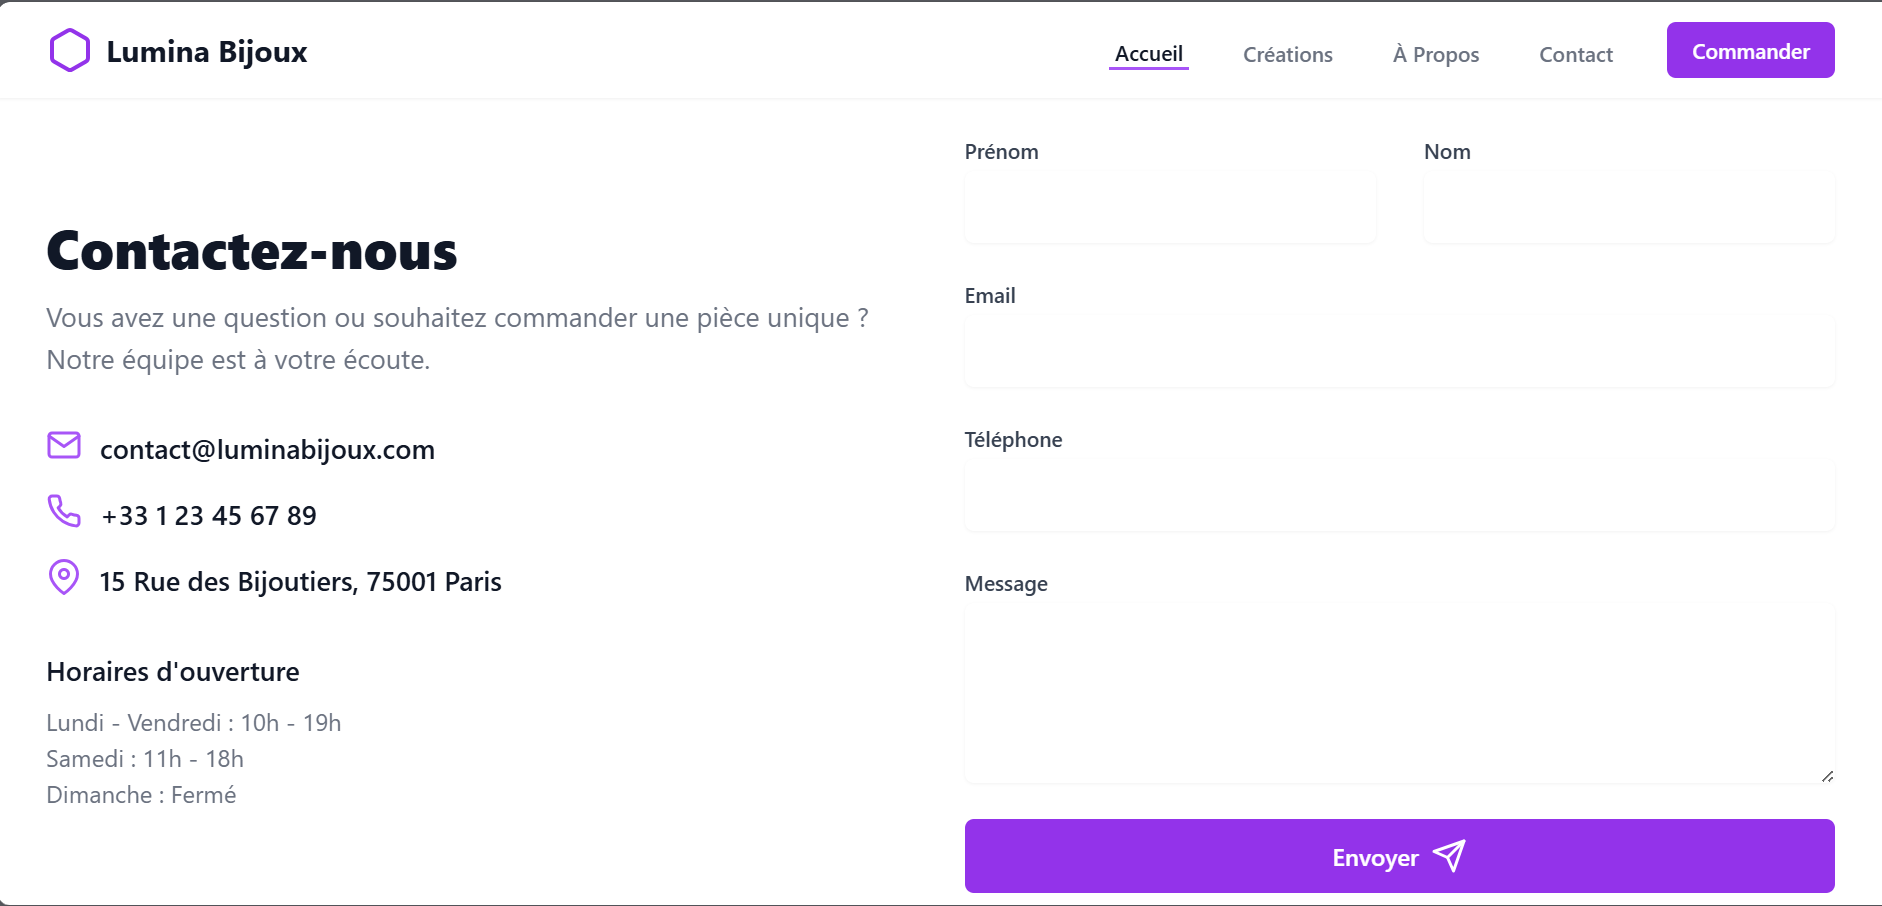 Lumina Bijoux
Accueil
Créations
À Propos
Contact
Commander
Contactez-nous
Vous avez une question ou souhaitez commander une pièce unique ?
Notre équipe est à votre écoute.
contact@luminabijoux.com
+33 1 23 45 67 89
15 Rue des Bijoutiers, 75001 Paris
Horaires d'ouverture
Lundi - Vendredi : 10h - 19h
Samedi : 11h - 18h
Dimanche : Fermé
Prénom
Nom
Email
Téléphone
Message
Envoyer